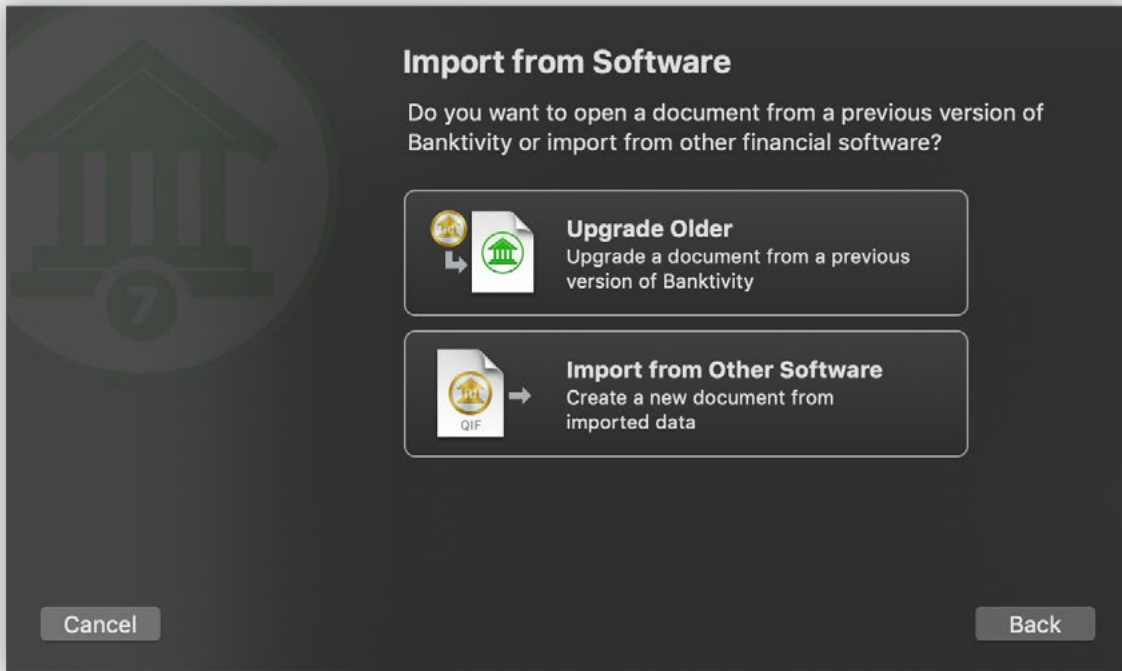 Import from Software
Do you want to open a document from a previous version of
Banktivity or import from other financial software?
Upgrade Older
Upgrade a document from a previous
version of Banktivity
Import from Other Software
Create a new document from
imported data
QIF
7
Cancel
Back